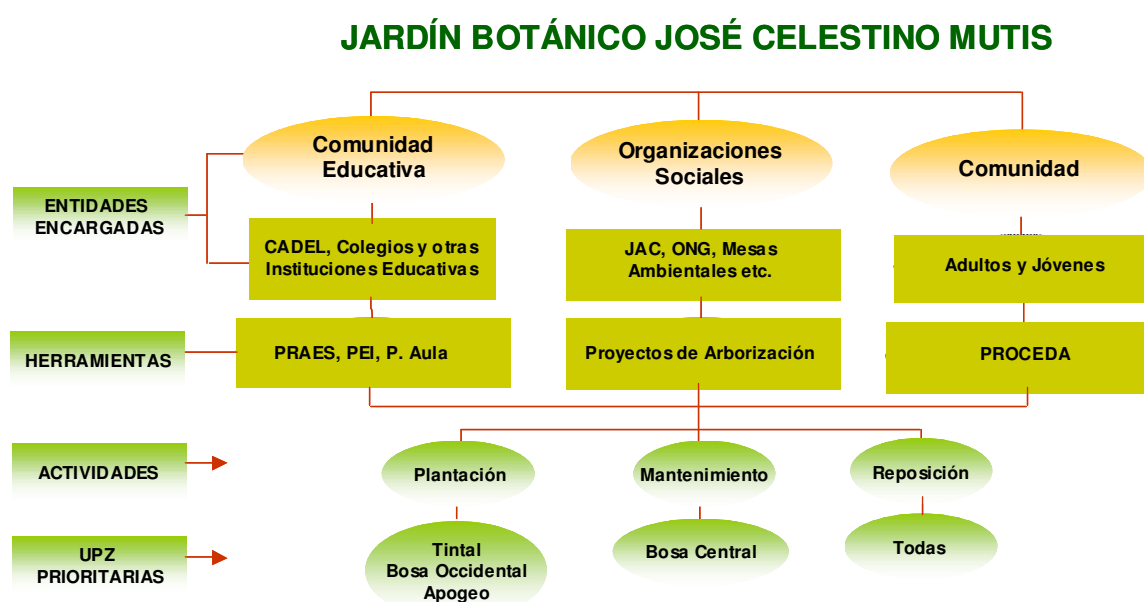 JARDÍN BOTÁNICO JOSÉ CELESTINO MUTIS
Comunidad
Educativa
Organizaciones
Sociales
Comunidad
ENTIDADES
ENCARGADAS
CADEL, Colegios y otras
Instituciones Educativas
JAC, ONG, Mesas
Ambientales etc.
Adultos y Jóvenes
HERRAMIENTAS
PRAES, PEI, P. Aula
Proyectos de Arborización
PROCEDA
ACTIVIDADES
Plantación
Mantenimiento
Reposición
UPZ
PRIORITARIAS
Tintal
Bosa Occidental
Apogeo
Bosa Central
Todas